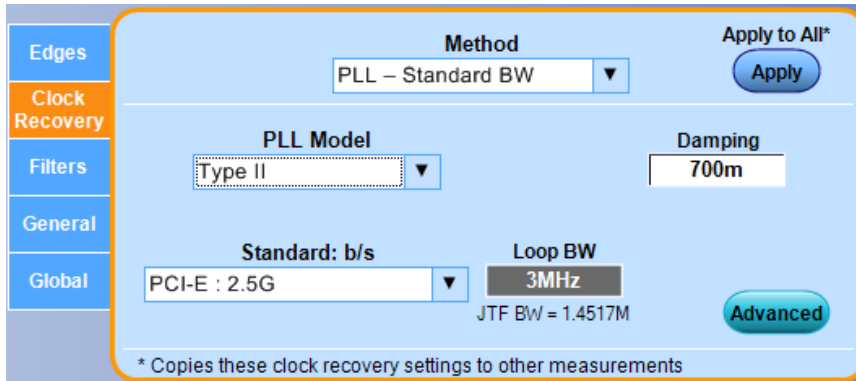 Edges
Clock
Recovery
Filters
General
Global
Method
PLL – Standard BW
Apply to All*
Apply
PLL Model
Type II
Damping
700m
Standard: b/s
PCI-E : 2.5G
Loop BW
3MHz
JTF BW = 1.4517M
Advanced
* Copies these clock recovery settings to other measurements